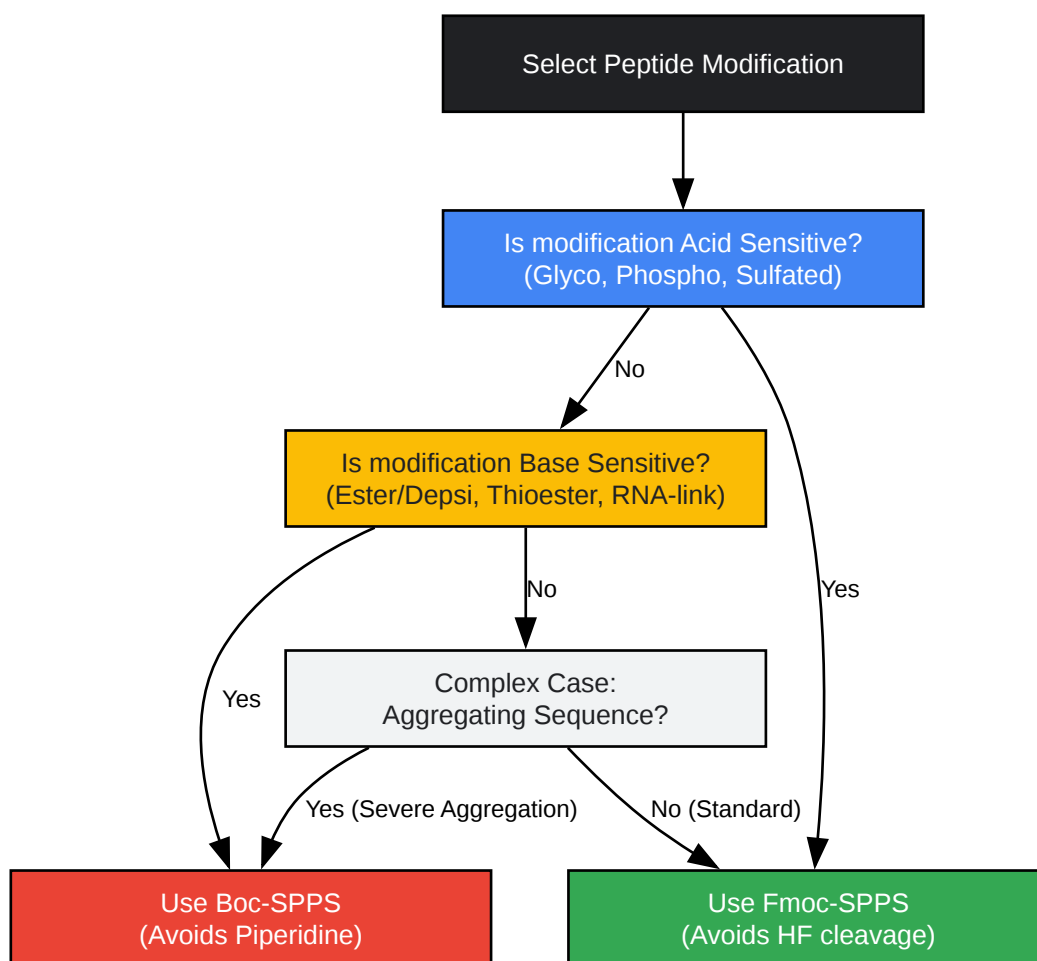 Select Peptide Modification
Is modification Acid Sensitive?
(Glyco, Phospho, Sulfated)
No
Is modification Base Sensitive?
(Ester/Depsi, Thioester, RNA-link)
No
Yes
Complex Case:
Aggregating Sequence?
Yes
Yes (Severe Aggregation)
No (Standard)
Use Boc-SPPS
(Avoids Piperidine)
Use Fmoc-SPPS
(Avoids HF cleavage)